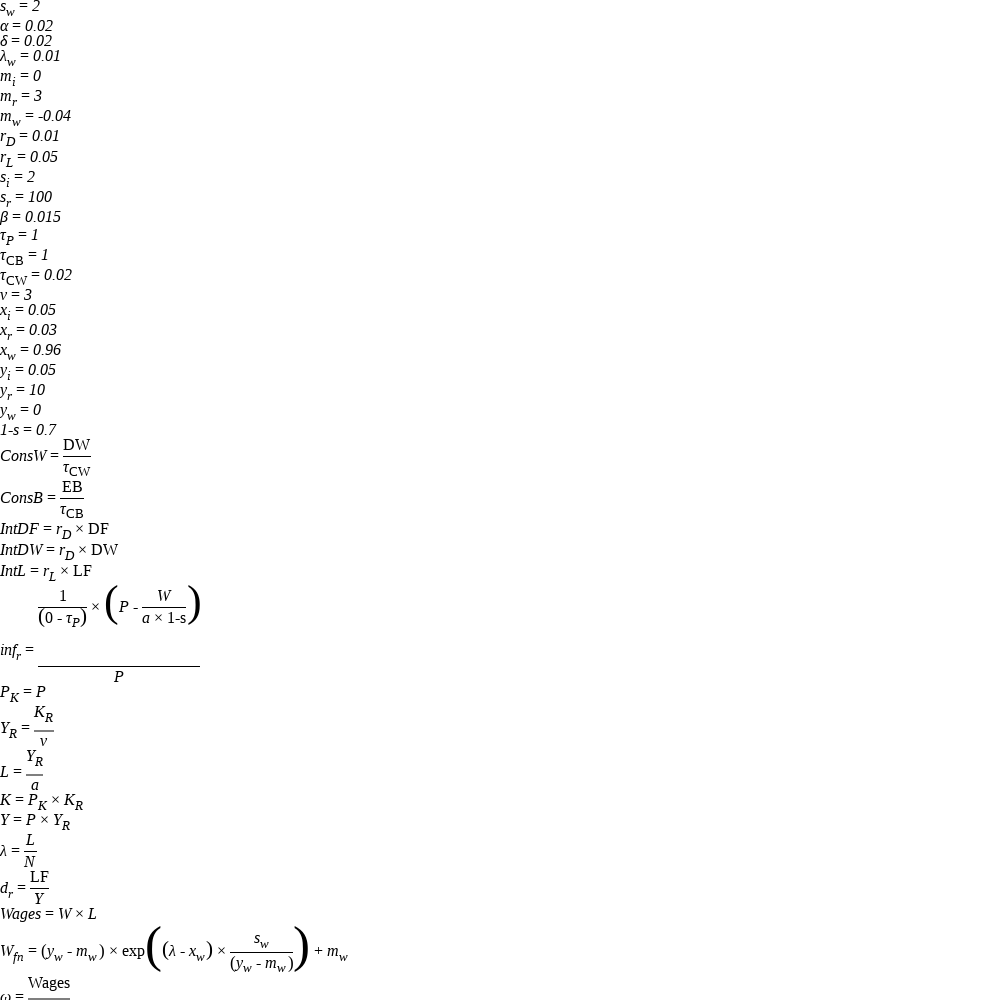 s_w = 2
α = 0.02
δ = 0.02
λ_w = 0.01
m_i = 0
m_r = 3
m_w = -0.04
r_D = 0.01
r_L = 0.05
s_i = 2
s_r = 100
β = 0.015
τ_P = 1
τ_CB = 1
τ_CW = 0.02
v = 3
x_i = 0.05
x_r = 0.03
x_w = 0.96
y_i = 0.05
y_r = 10
y_w = 0
1-s = 0.7
ConsW = DW / τ_CW
ConsB = EB / τ_CB
IntDF = r_D × DF
IntDW = r_D × DW
IntL = r_L × LF
inf_r = (1 / (0 - τ_P) × (P - W / (a × 1-s))) / P
P_K = P
Y_R = K_R / v
L = Y_R / a
K = P_K × K_R
Y = P × Y_R
λ = L / N
d_r = LF / Y
Wages = W × L
W_fn = (y_w - m_w) × exp((λ - x_w) × s_w / (y_w - m_w)) + m_w
ω = Wages